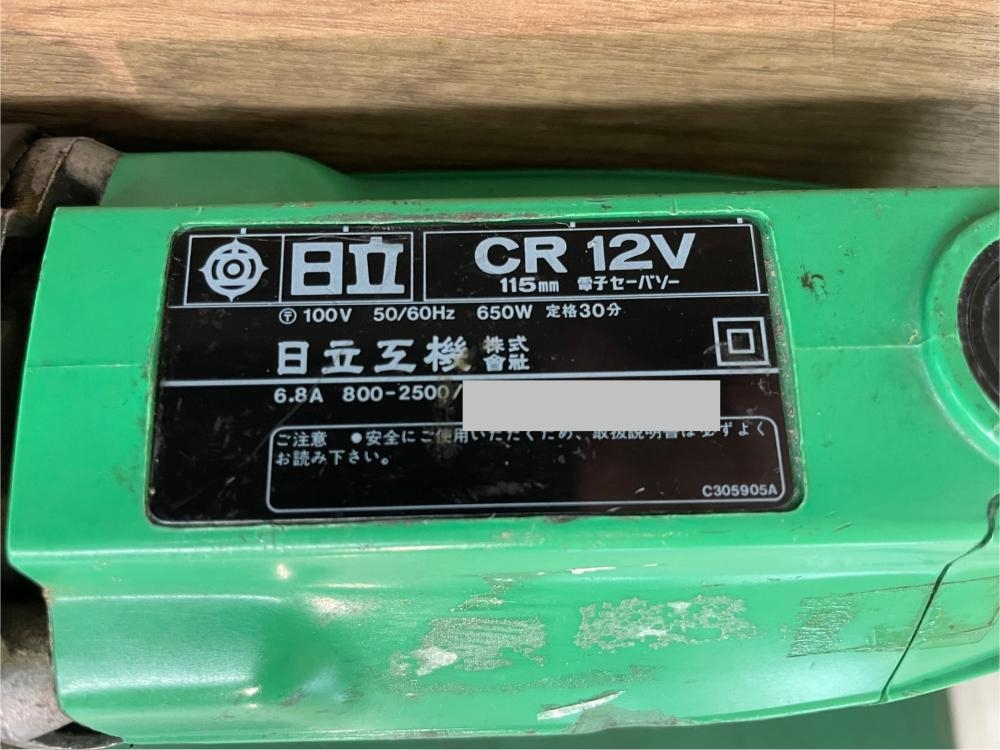 日立
CR 12V
115mm 電子セーバソー
〒 100V 50/60Hz 650W 定格30分
日立工機 株式會社
6.8A 800-2500/
ご注意 ●安全にご使用いただくため、取扱説明書は必ずよく
お読み下さい。
C305905A